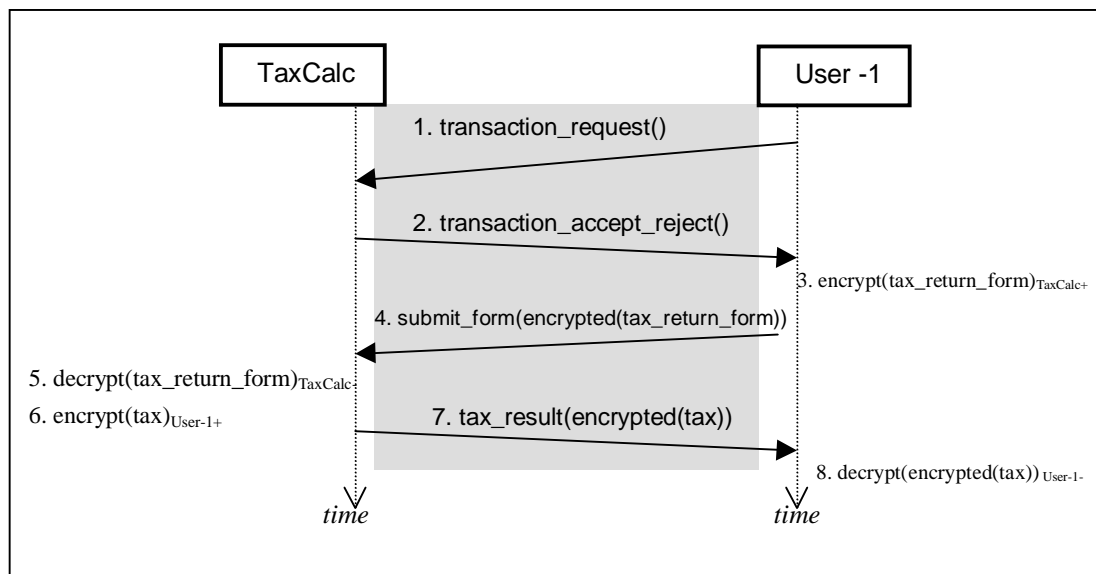 TaxCalc
User -1
1. transaction_request()
2. transaction_accept_reject()
3. encrypt(tax_return_form)TaxCalc+
4. submit_form(encrypted(tax_return_form))
5. decrypt(tax_return_form)TaxCalc-
6. encrypt(tax)User-1+
7. tax_result(encrypted(tax))
8. decrypt(encrypted(tax)) User-1-
time
time